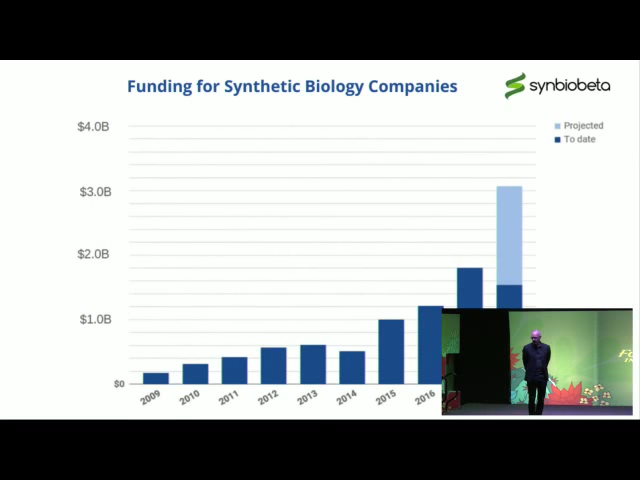 Funding for Synthetic Biology Companies
synbiobeta
$4.0B
$3.0B
$2.0B
$1.0B
$0
Projected
To date
2009
2010
2011
2012
2013
2014
2015
2016